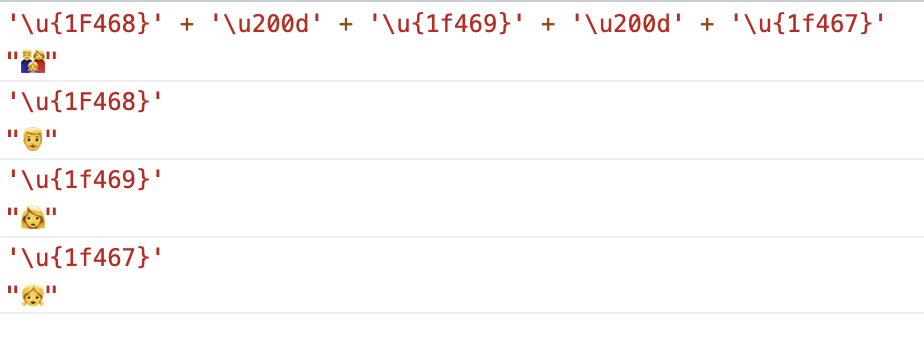 '\u{1F468}' + '\u200d' + '\u{1f469}' + '\u200d' + '\u{1f467}'
"👨‍👩‍👧"
'\u{1F468}'
"👨"
'\u{1f469}'
"👩"
'\u{1f467}'
"👧"